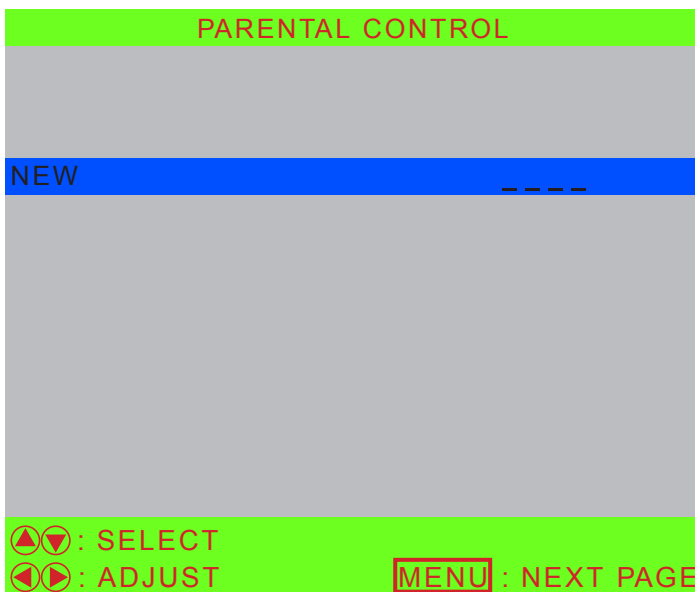 PARENTAL CONTROL
NEW _ _ _ _
: SELECT
: ADJUST MENU : NEXT PAGE